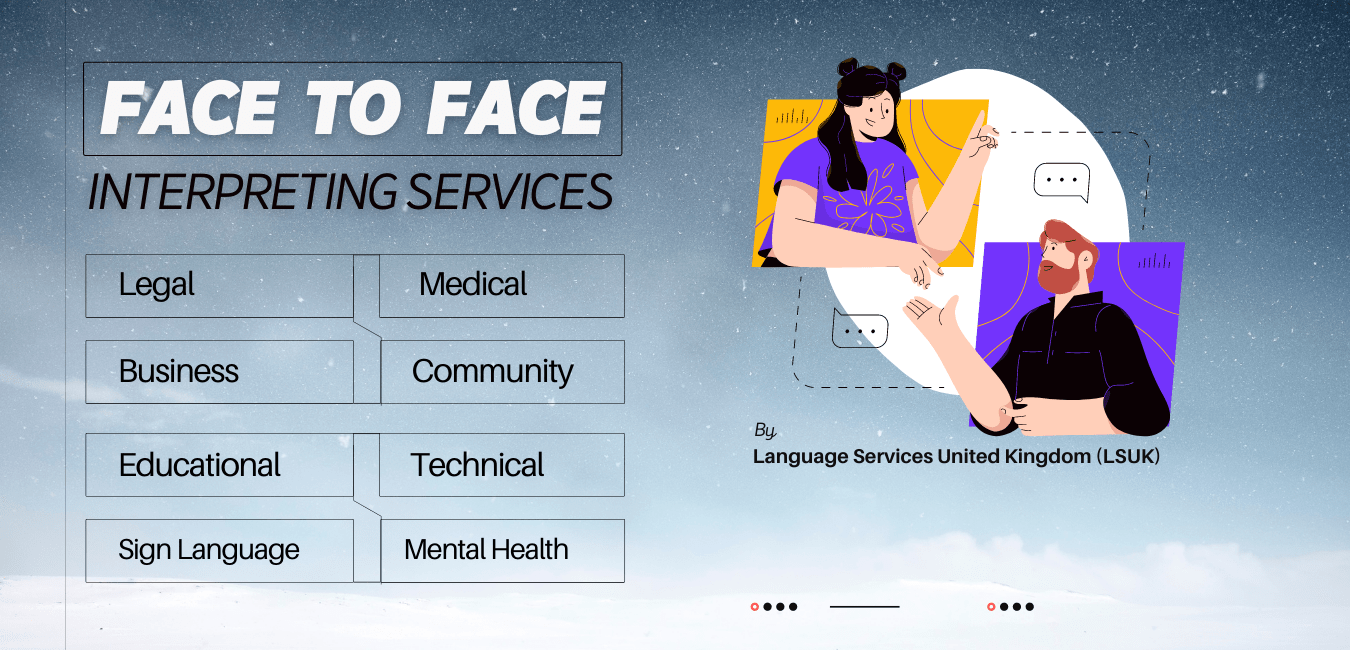 FACE TO FACE
INTERPRETING SERVICES
Legal
Medical
Business
Community
Educational
Technical
Sign Language
Mental Health
By
Language Services United Kingdom (LSUK)